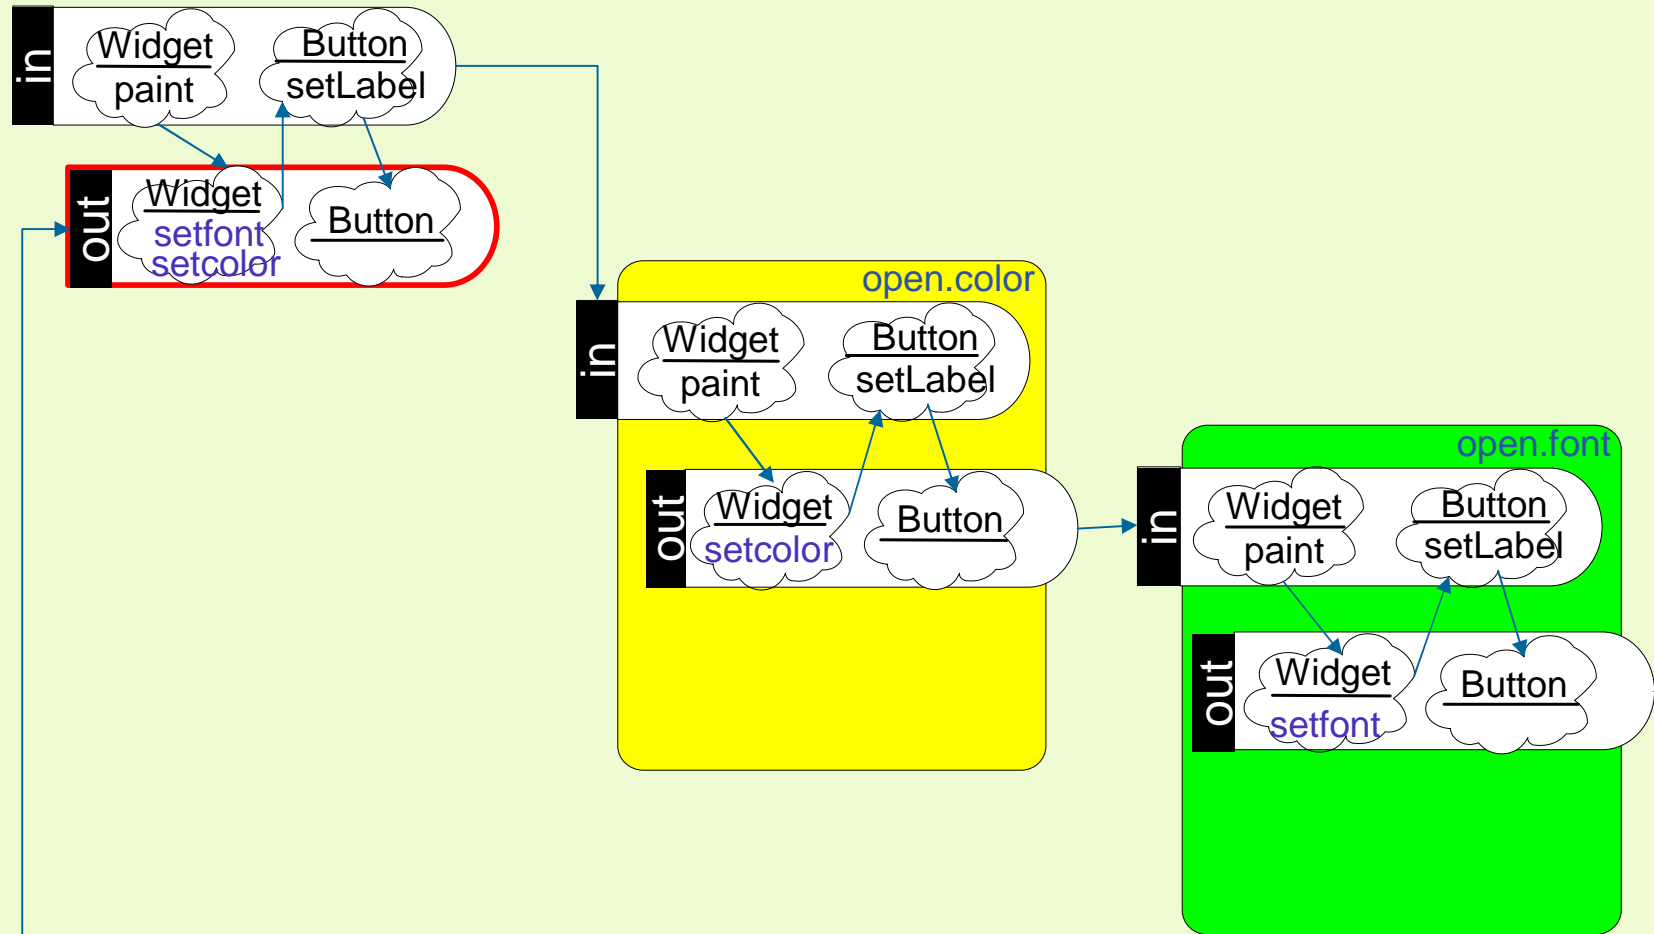 in
Widget
paint
Button
setLabel
out
Widget
setfont
setcolor
Button
open.color
in
Widget
paint
Button
setLabel
out
Widget
setcolor
Button
open.font
in
Widget
paint
Button
setLabel
out
Widget
setfont
Button